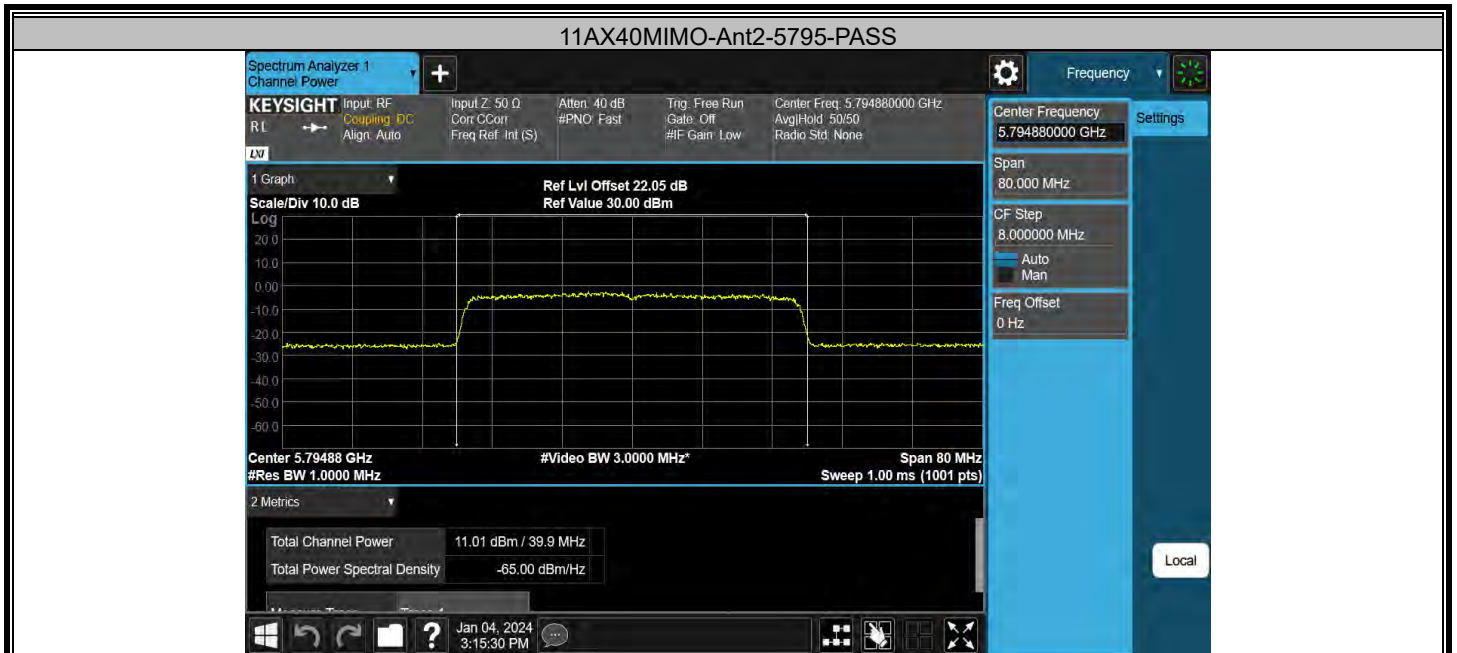 11AX40MIMO-Ant2-5795-PASS
Spectrum Analyzer 1
Channel Power
Frequency
KEYSIGHT
RL
LXI
Input: RF
Coupling: DC
Align: Auto
Input Z: 50 Ω
Corr CCorr
Freq Ref: Int (S)
Atten: 40 dB
#PNO: Fast
Trig: Free Run
Gate: Off
#IF Gain: Low
Center Freq: 5.794880000 GHz
Avg|Hold: 50/50
Radio Std: None
Center Frequency
5.794880000 GHz
Settings
Span
80.000 MHz
CF Step
8.000000 MHz
Auto
Man
Freq Offset
0 Hz
Local
1 Graph
Scale/Div 10.0 dB
Ref Lvl Offset 22.05 dB
Ref Value 30.00 dBm
Log
20.0
10.0
0.00
-10.0
-20.0
-30.0
-40.0
-50.0
-60.0
Center 5.79488 GHz
#Video BW 3.0000 MHz*
Span 80 MHz
#Res BW 1.0000 MHz
Sweep 1.00 ms (1001 pts)
2 Metrics
Total Channel Power 11.01 dBm / 39.9 MHz
Total Power Spectral Density -65.00 dBm/Hz
?
Jan 04, 2024
3:15:30 PM